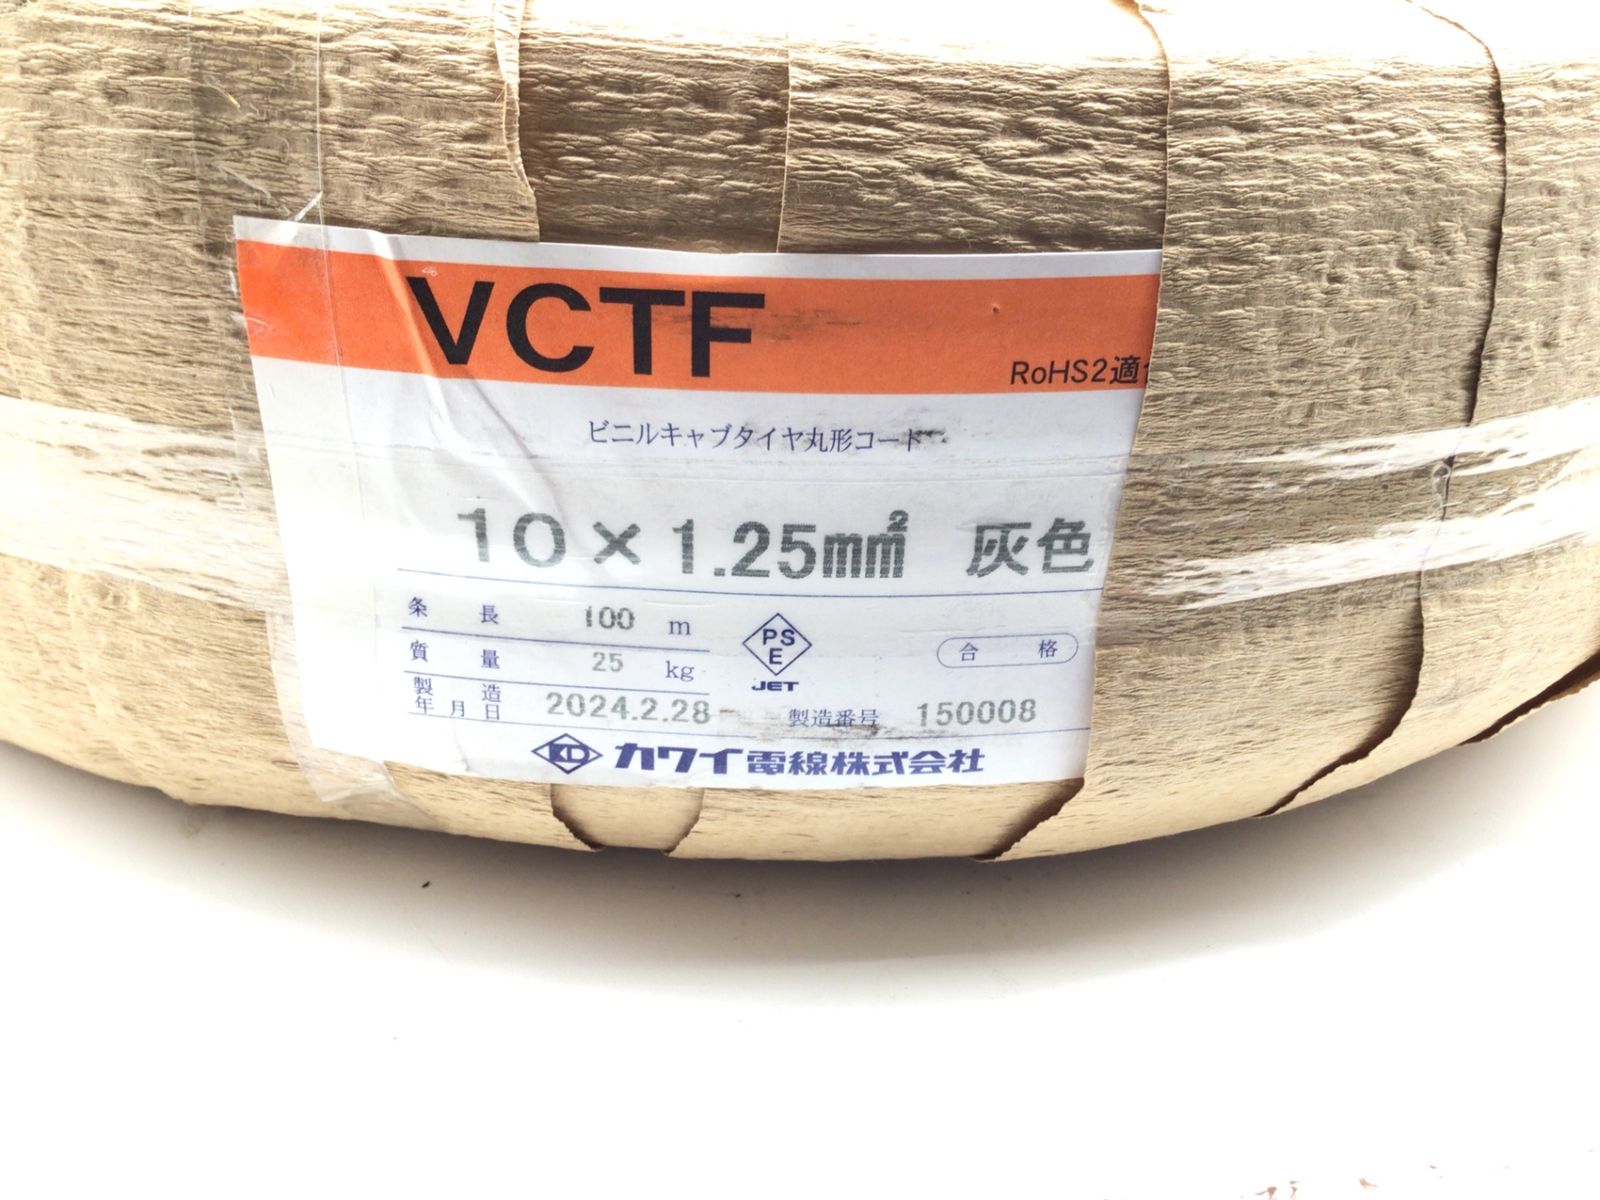 VCTF
RoHS2適
ビニルキャブタイヤ丸形コード
10×1.25mm² 灰色
条長 100 m
質量 25 kg
PS
E
JET
合格
製造年月日 2024.2.28 製造番号 150008
KD カワイ電線株式会社